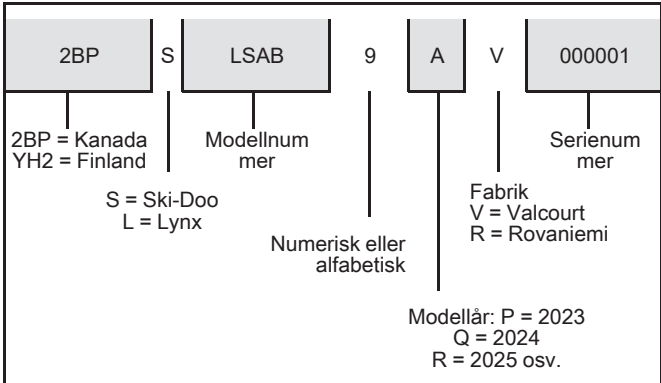 2BP S LSAB 9 A V 000001
2BP = Kanada
YH2 = Finland
Modellnum
mer
Serienum
mer
S = Ski-Doo
L = Lynx
Fabrik
V = Valcourt
R = Rovaniemi
Numerisk eller
alfabetisk
Modellår: P = 2023
Q = 2024
R = 2025 osv.